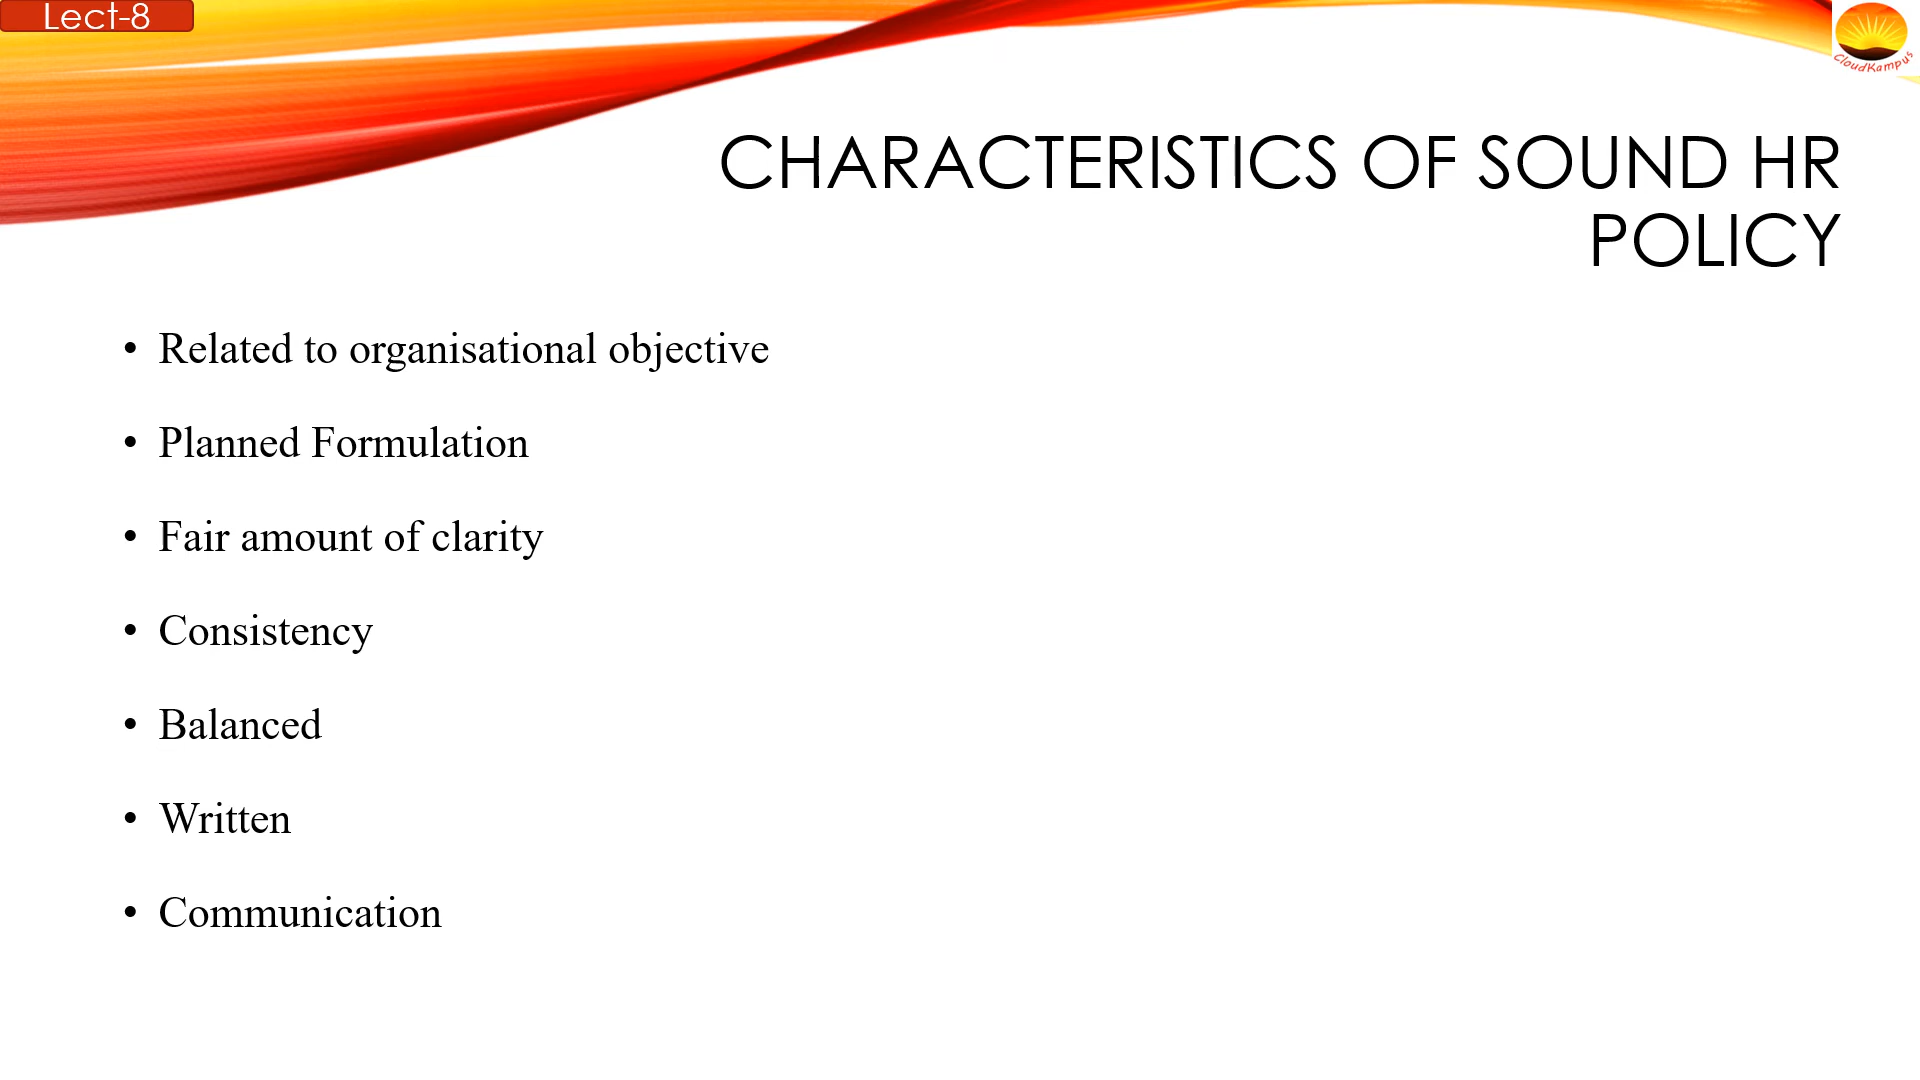 Lect-8
CloudKampus
CHARACTERISTICS OF SOUND HR
POLICY
• Related to organisational objective
• Planned Formulation
• Fair amount of clarity
• Consistency
• Balanced
• Written
• Communication